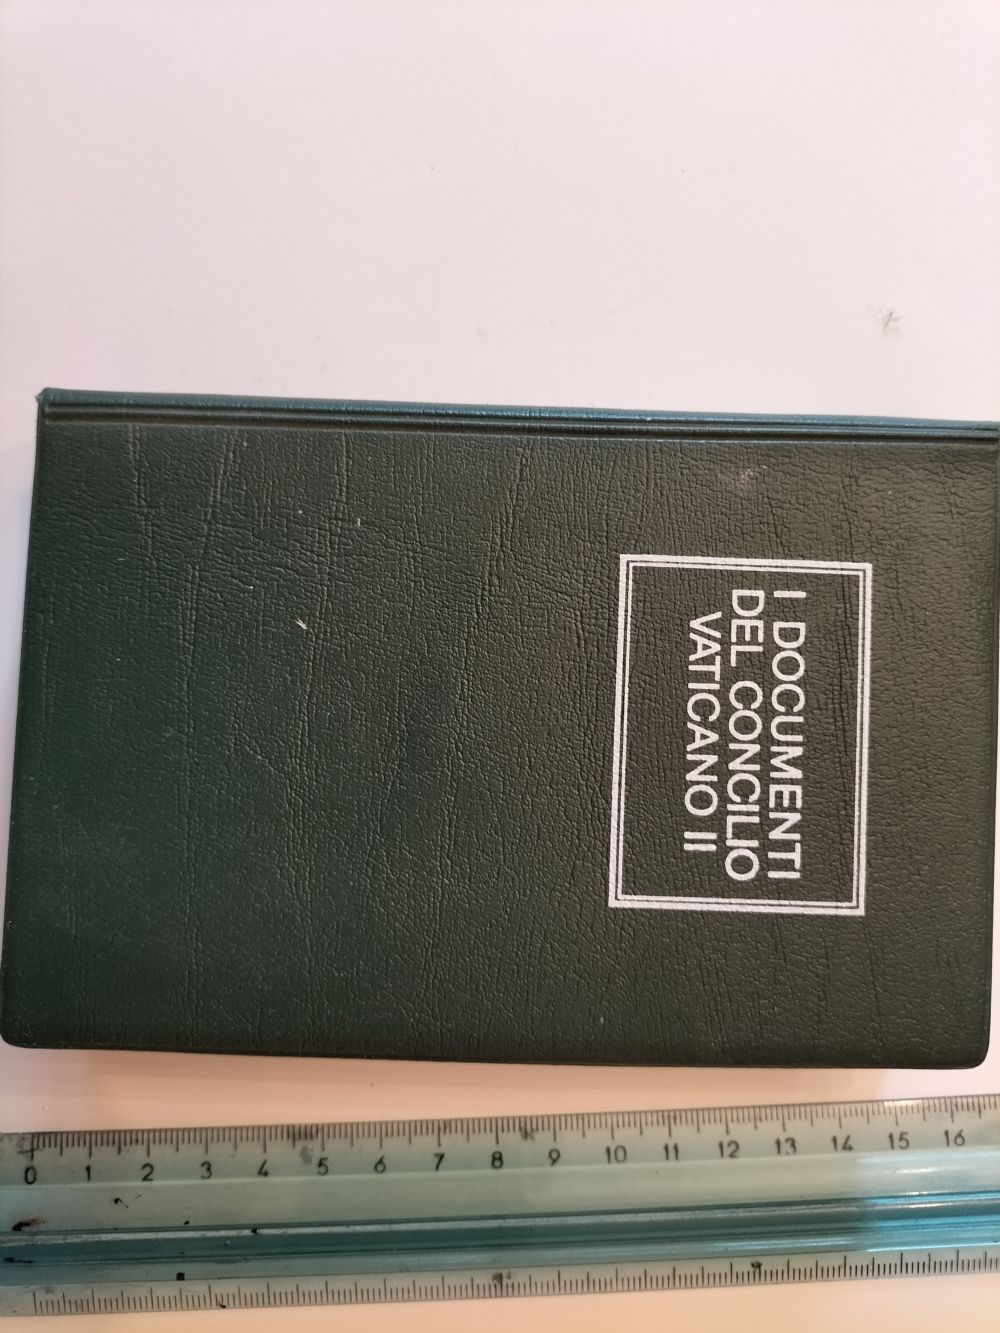 I DOCUMENTI
DEL CONCILIO
VATICANO II
0 1 2 3 4 5 6 7 8 9 10 11 12 13 14 15 16